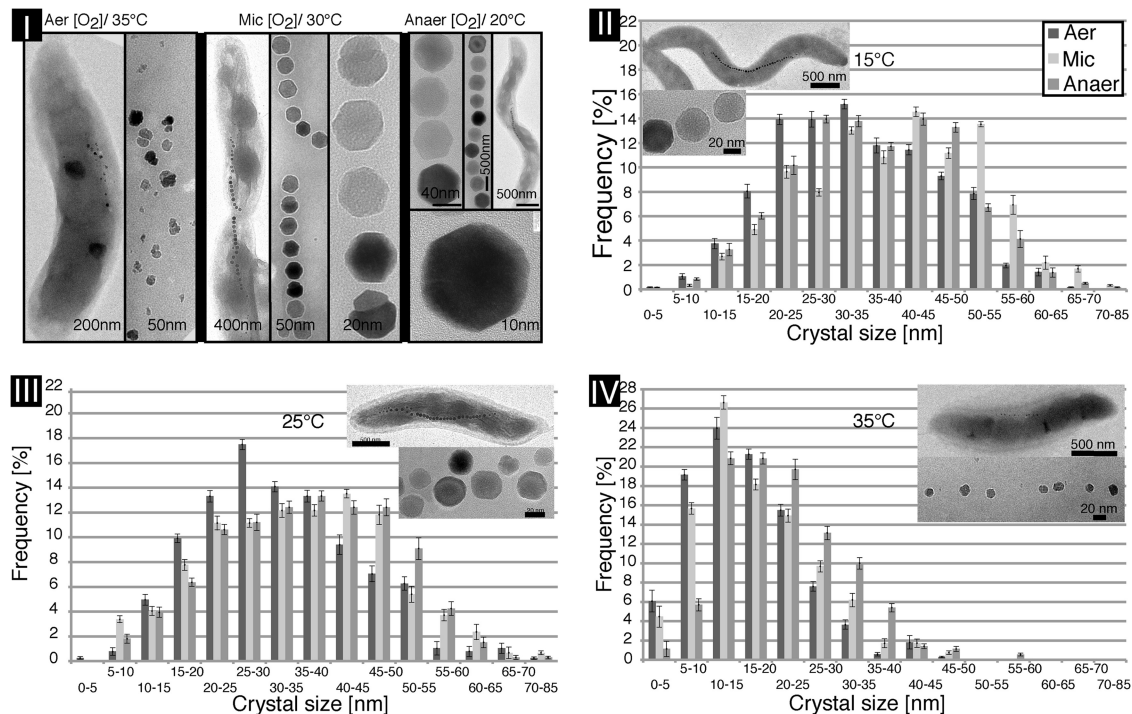 I
Aer [O2]/ 35°C
Mic [O2]/ 30°C
Anaer [O2]/ 20°C
200nm
50nm
400nm
50nm
20nm
40nm
500nm
500nm
10nm
II
15°C
500 nm
20 nm
Aer
Mic
Anaer
Frequency [%]
22
20
18
16
14
12
10
8
6
4
2
0
5-10 15-20 25-30 35-40 45-50 55-60 65-70
0-5 10-15 20-25 30-35 40-45 50-55 60-65 70-85
Crystal size [nm]
III
25°C
500 nm
20 nm
Frequency [%]
22
20
18
16
14
12
10
8
6
4
2
0
5-10 15-20 25-30 35-40 45-50 55-60 65-70
0-5 10-15 20-25 30-35 40-45 50-55 60-65 70-85
Crystal size [nm]
IV
35°C
500 nm
20 nm
Frequency [%]
28
26
24
22
20
18
16
14
12
10
8
6
4
2
0
5-10 15-20 25-30 35-40 45-50 55-60 65-70
0-5 10-15 20-25 30-35 40-45 50-55 60-65 70-85
Crystal size [nm]